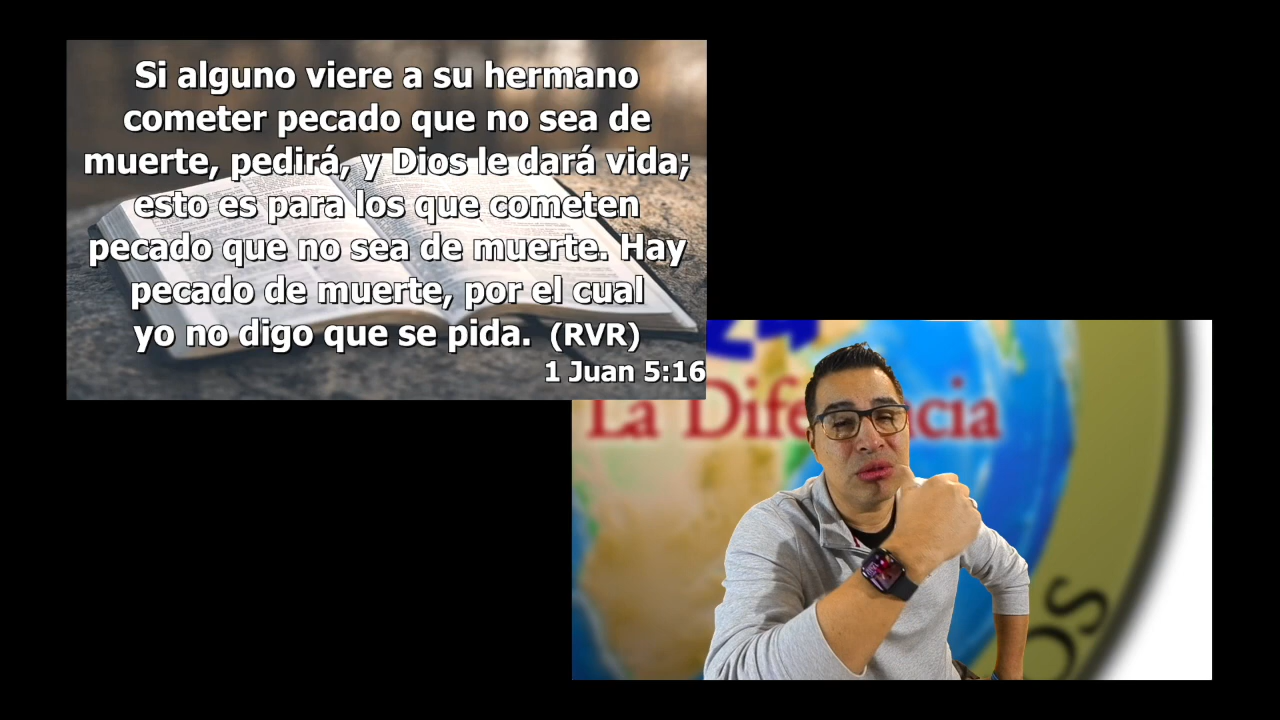 Si alguno viere a su hermano
cometer pecado que no sea de
muerte, pedirá, y Dios le dará vida;
esto es para los que cometen
pecado que no sea de muerte. Hay
pecado de muerte, por el cual
yo no digo que se pida. (RVR)
1 Juan 5:16
La Dife cia
OS